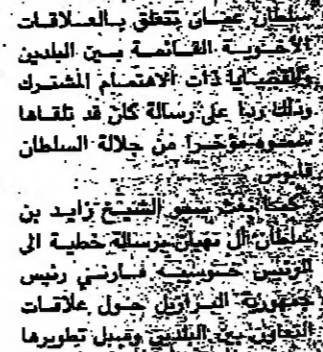 سلطان عمان تتعلق بالعلاقات
الأخوية القائمة بين البلدين
والقضايا ذات الاهتمام المشترك
وذلك ردا على رسالة كان قد تلقاها
سموه مؤخرا من جلالة السلطان
قابوس
كما بعث سمو الشيخ زايد بن
سلطان آل نهيان برسالة خطية الى
الرئيس خوسيه سارني رئيس
جمهورية البرازيل حول علاقات
التعاون بين البلدين وسبل تطويرها